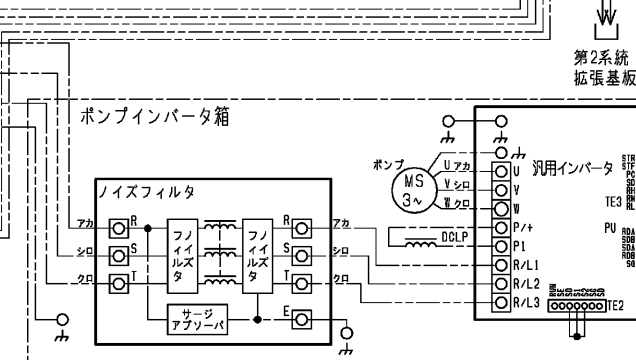 第2系統
拡張基板
ポンプインバータ箱
ポンプ
MS
3~
U アカ
V シロ
W クロ
汎用インバータ
U
V
W
P/+
P1
DCLP
R/L1
R/L2
R/L3
STR
STF
PC
SD
RH
RM
RL
TE3
PU
RDA
SDB
SDA
RDB
SG
TE2
ノイズフィルタ
アカ
R
シロ
S
クロ
T
ノイズフィルタ
ノイズフィルタ
R
アカ
S
シロ
T
クロ
E
サージ
アブソーバ